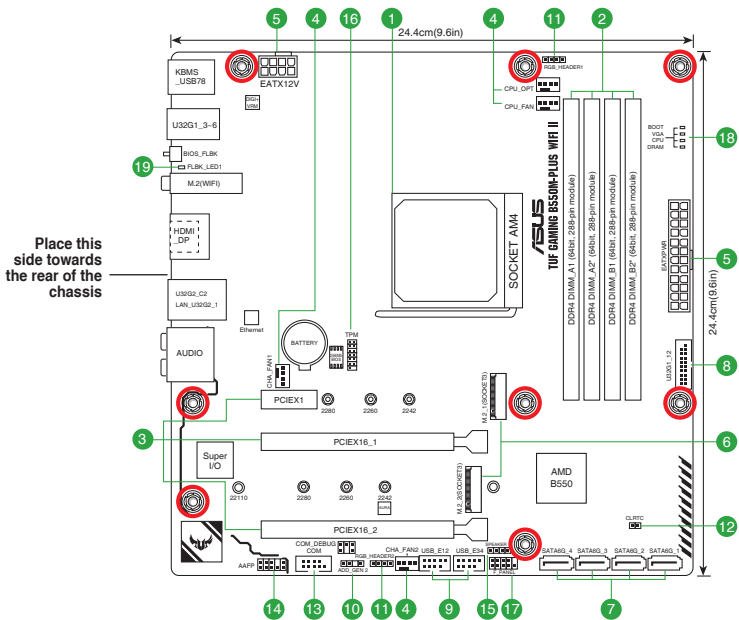 5
4
16
1
4
11
2
24.4cm(9.6in)
KBMS
_USB78
EATX12V
RGB_HEADER1
CPU_OPT
CPU_FAN
DIGI+
VRM
U32G1_3~6
BOOT
VGA
CPU
DRAM
18
BIOS_FLBK
19
FLBK_LED1
M.2(WIFI)
HDMI
_DP
Place this
side towards
the rear of the
chassis
SOCKET AM4
ASUS
TUF GAMING B550M-PLUS WIFI II
DDR4 DIMM_A1 (64bit, 288-pin module)
DDR4 DIMM_A2* (64bit, 288-pin module)
DDR4 DIMM_B1 (64bit, 288-pin module)
DDR4 DIMM_B2* (64bit, 288-pin module)
EATXPWR
5
24.4cm(9.6in)
U32G2_C2
LAN_U32G2_1
Ethernet
AUDIO
BATTERY
TPM
BIOS
CHA_FAN1
U32G1_12
8
PCIEX1
2280
2260
2242
M.2_1(SOCKET3)
3
PCIEX16_1
6
Super
I/O
AMD
B550
M.2_2(SOCKET3)
22110
2280
2260
2242
AURA
CLRTC
12
PCIEX16_2
COM_DEBUG
COM
RGB_HEADER2
CHA_FAN2
USB_E12
USB_E34
SPEAKER
SATA6G_4
SATA6G_3
SATA6G_2
SATA6G_1
AAFP
ADD_GEN 2
F_PANEL
14
13
10
11
4
9
15
17
7